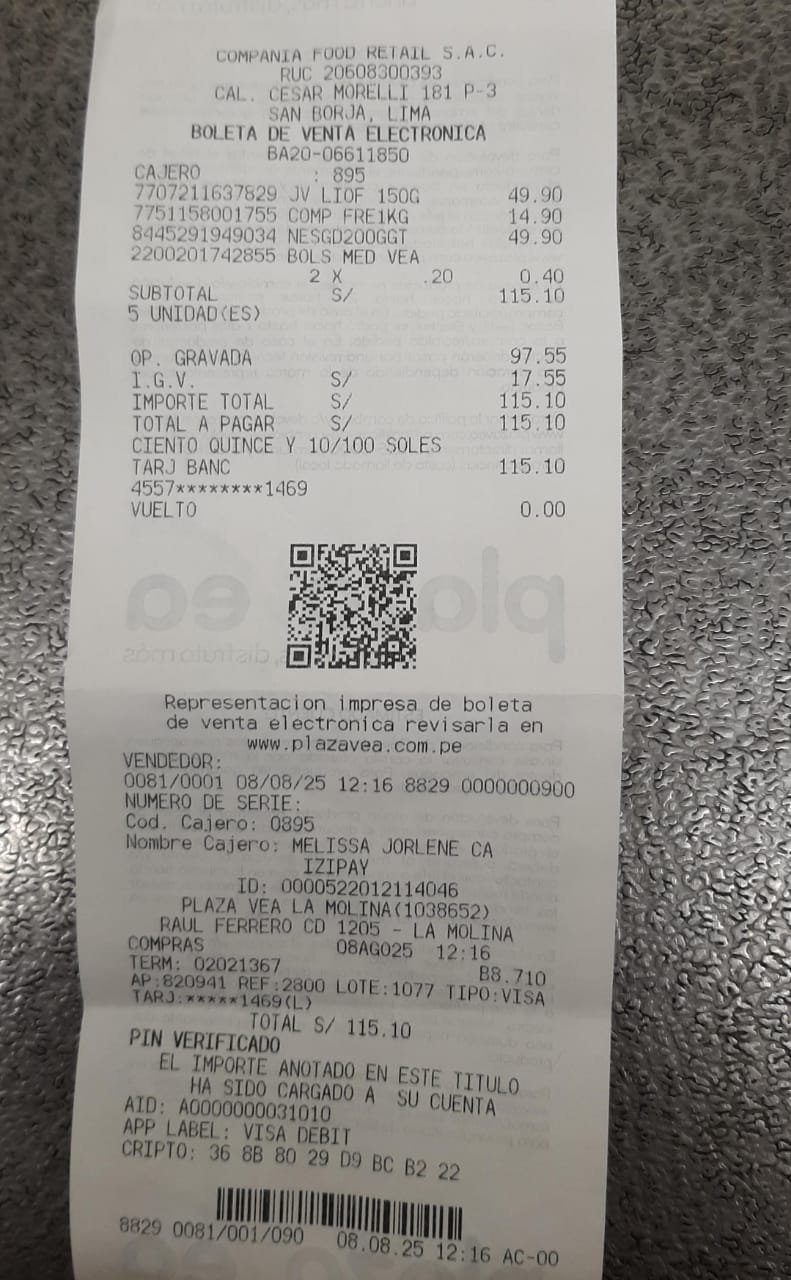 COMPANIA FOOD RETAIL S.A.C.
RUC 20608300393
CAL. CESAR MORELLI 181 P-3
SAN BORJA, LIMA
BOLETA DE VENTA ELECTRONICA
BA20-06611850
CAJERO : 895
7707211637829 JV LIOF 150G 49.90
7751158001755 COMP FRE1KG 14.90
8445291949034 NESGD200GGT 49.90
2200201742855 BOLS MED VEA
2 X .20 0.40
SUBTOTAL S/ 115.10
5 UNIDAD(ES)
OP. GRAVADA 97.55
I.G.V. S/ 17.55
IMPORTE TOTAL S/ 115.10
TOTAL A PAGAR S/ 115.10
CIENTO QUINCE Y 10/100 SOLES
TARJ BANC 115.10
4557********1469
VUELTO 0.00
Representacion impresa de boleta
de venta electronica revisarla en
www.plazavea.com.pe
VENDEDOR:
0081/0001 08/08/25 12:16 8829 0000000900
NUMERO DE SERIE:
Cod. Cajero: 0895
Nombre Cajero: MELISSA JORLENE CA
IZIPAY
ID: 0000522012114046
PLAZA VEA LA MOLINA(1038652)
RAUL FERRERO CD 1205 - LA MOLINA
COMPRAS 08AGO25 12:16
TERM: 02021367 B8.710
AP:820941 REF:2800 LOTE:1077 TIPO:VISA
TARJ:*****1469(L)
TOTAL S/ 115.10
PIN VERIFICADO
EL IMPORTE ANOTADO EN ESTE TITULO
HA SIDO CARGADO A SU CUENTA
AID: A0000000031010
APP LABEL: VISA DEBIT
CRIPTO: 36 8B 80 29 D9 BC B2 22
8829 0081/001/090 08.08.25 12:16 AC-00